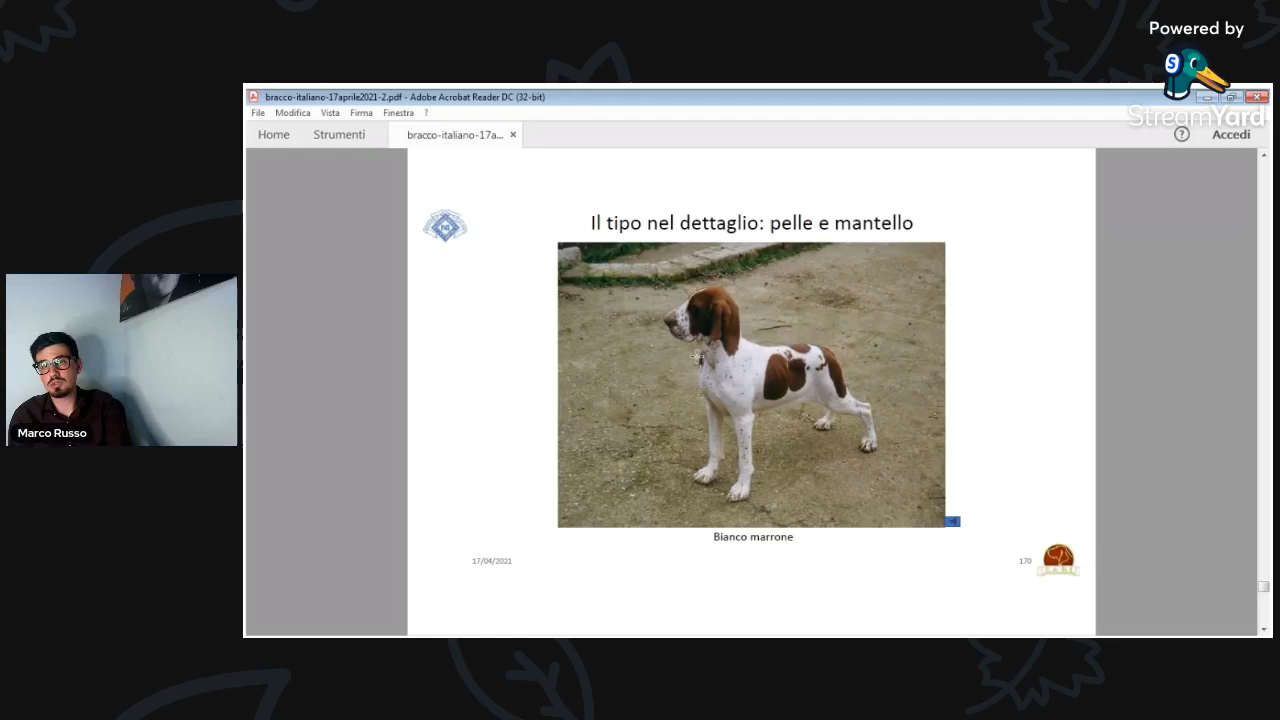 Powered by
S
StreamYard
bracco-italiano-17aprile2021-2.pdf - Adobe Acrobat Reader DC (32-bit)
File Modifica Vista Firma Finestra ?
Home Strumenti bracco-italiano-17a... × ? Accedi
Il tipo nel dettaglio: pelle e mantello
Marco Russo
Bianco marrone
17/04/2021 170